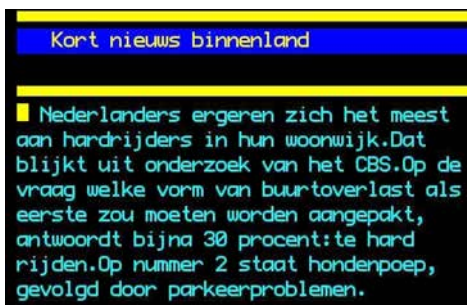 Kort nieuws binnenland
Nederlanders ergeren zich het meest
aan hardrijders in hun woonwijk.Dat
blijkt uit onderzoek van het CBS.Op de
vraag welke vorm van buurtoverlast als
eerste zou moeten worden aangepakt,
antwoordt bijna 30 procent:te hard
rijden.Op nummer 2 staat hondenpoep,
gevolgd door parkeerproblemen.